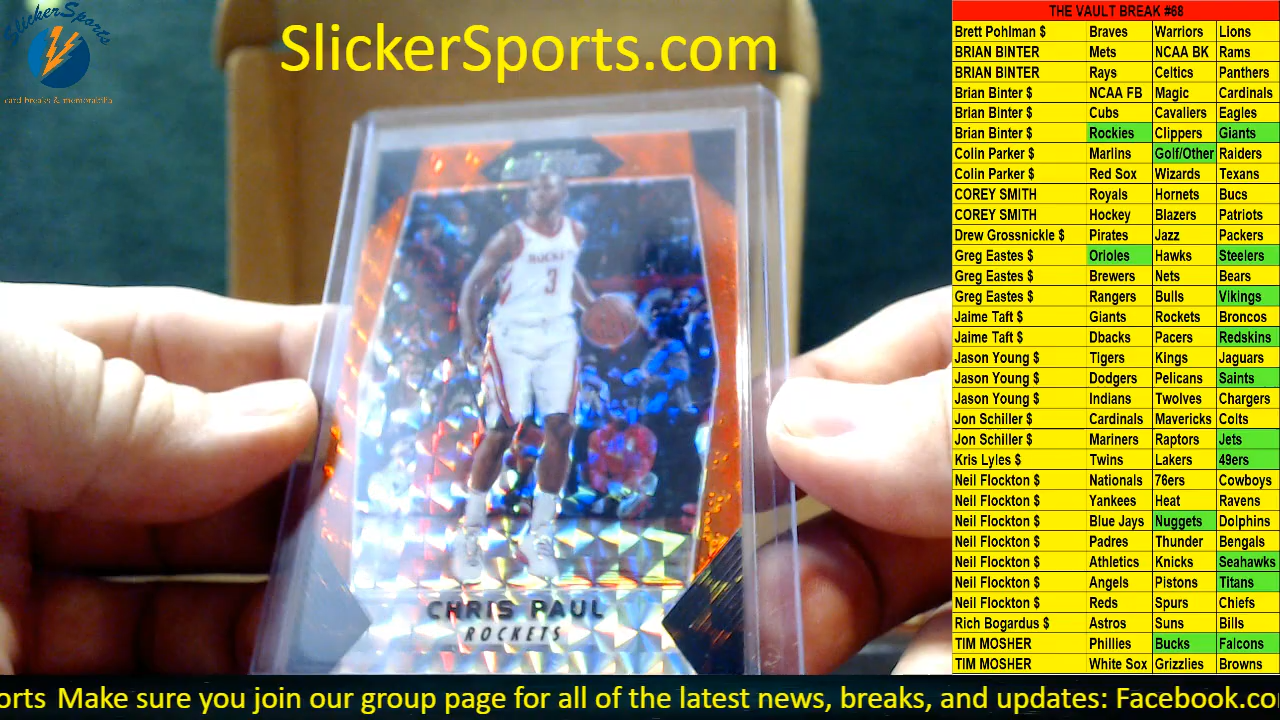 SlickerSports
card breaks & memorabilia
SlickerSports.com
ROCKETS
3
CHRIS PAUL
ROCKETS
THE VAULT BREAK #68
Brett Pohlman $ Braves Warriors Lions
BRIAN BINTER Mets NCAA BK Rams
BRIAN BINTER Rays Celtics Panthers
Brian Binter $ NCAA FB Magic Cardinals
Brian Binter $ Cubs Cavaliers Eagles
Brian Binter $ Rockies Clippers Giants
Colin Parker $ Marlins Golf/Other Raiders
Colin Parker $ Red Sox Wizards Texans
COREY SMITH Royals Hornets Bucs
COREY SMITH Hockey Blazers Patriots
Drew Grossnickle $ Pirates Jazz Packers
Greg Eastes $ Orioles Hawks Steelers
Greg Eastes $ Brewers Nets Bears
Greg Eastes $ Rangers Bulls Vikings
Jaime Taft $ Giants Rockets Broncos
Jaime Taft $ Dbacks Pacers Redskins
Jason Young $ Tigers Kings Jaguars
Jason Young $ Dodgers Pelicans Saints
Jason Young $ Indians Twolves Chargers
Jon Schiller $ Cardinals Mavericks Colts
Jon Schiller $ Mariners Raptors Jets
Kris Lyles $ Twins Lakers 49ers
Neil Flockton $ Nationals 76ers Cowboys
Neil Flockton $ Yankees Heat Ravens
Neil Flockton $ Blue Jays Nuggets Dolphins
Neil Flockton $ Padres Thunder Bengals
Neil Flockton $ Athletics Knicks Seahawks
Neil Flockton $ Angels Pistons Titans
Neil Flockton $ Reds Spurs Chiefs
Rich Bogardus $ Astros Suns Bills
TIM MOSHER Phillies Bucks Falcons
TIM MOSHER White Sox Grizzlies Browns
orts Make sure you join our group page for all of the latest news, breaks, and updates: Facebook.co